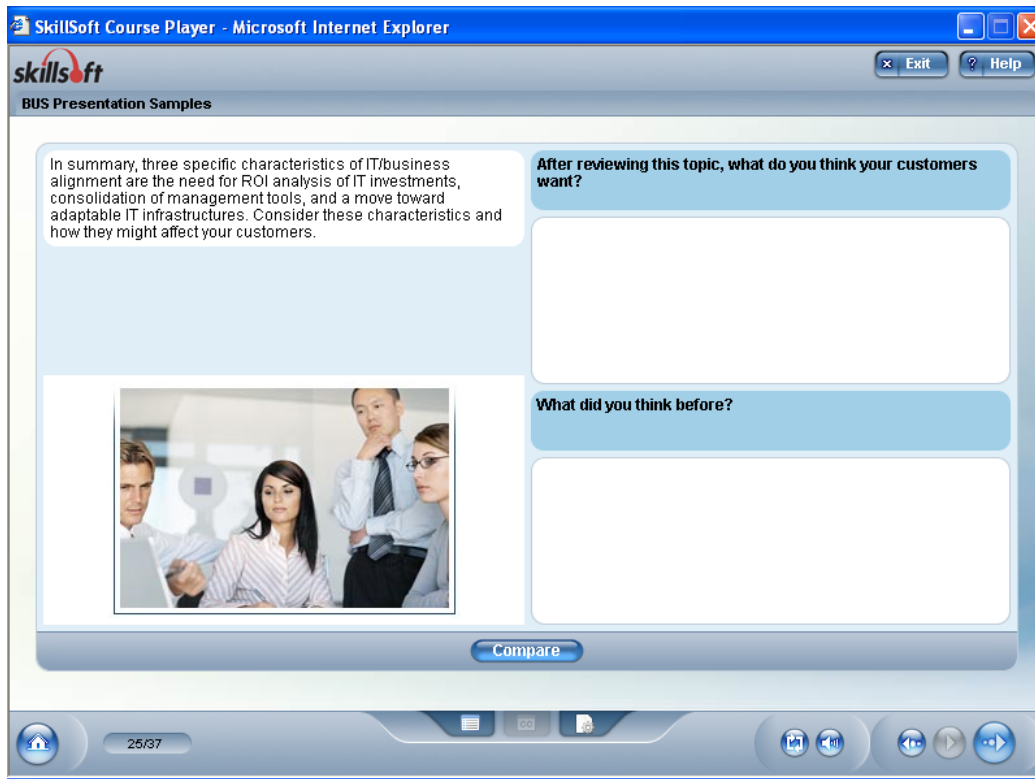 SkillSoft Course Player - Microsoft Internet Explorer
skillsoft
× Exit
? Help
BUS Presentation Samples
In summary, three specific characteristics of IT/business
alignment are the need for ROI analysis of IT investments,
consolidation of management tools, and a move toward
adaptable IT infrastructures. Consider these characteristics and
how they might affect your customers.
After reviewing this topic, what do you think your customers
want?
What did you think before?
Compare
25/37
cc